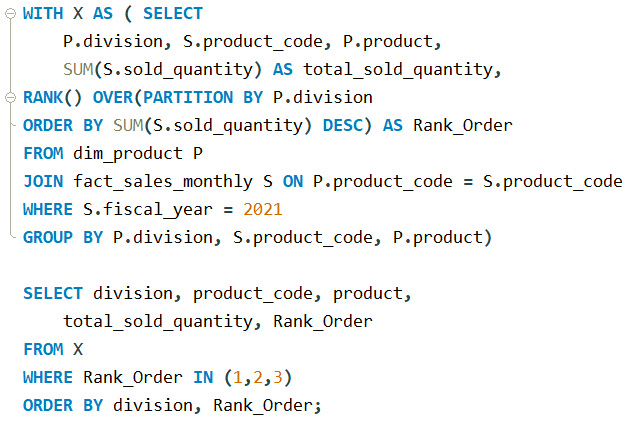 WITH X AS ( SELECT
P.division, S.product_code, P.product,
SUM(S.sold_quantity) AS total_sold_quantity,
RANK() OVER(PARTITION BY P.division
ORDER BY SUM(S.sold_quantity) DESC) AS Rank_Order
FROM dim_product P
JOIN fact_sales_monthly S ON P.product_code = S.product_code
WHERE S.fiscal_year = 2021
GROUP BY P.division, S.product_code, P.product)
SELECT division, product_code, product,
total_sold_quantity, Rank_Order
FROM X
WHERE Rank_Order IN (1,2,3)
ORDER BY division, Rank_Order;